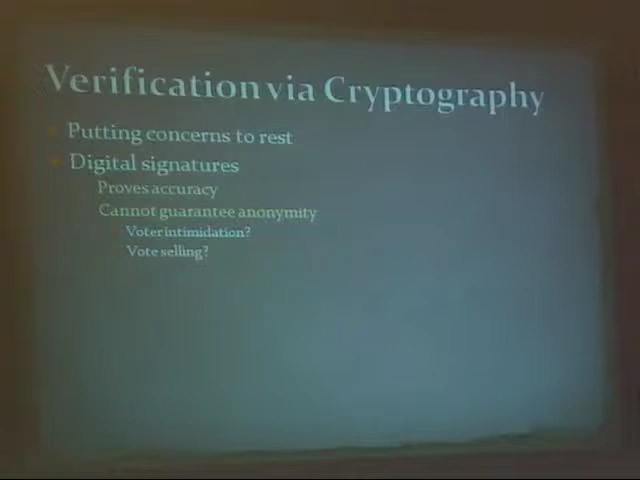 Verification via Cryptography
Putting concerns to rest
Digital signatures
Proves accuracy
Cannot guarantee anonymity
Voter intimidation?
Vote selling?